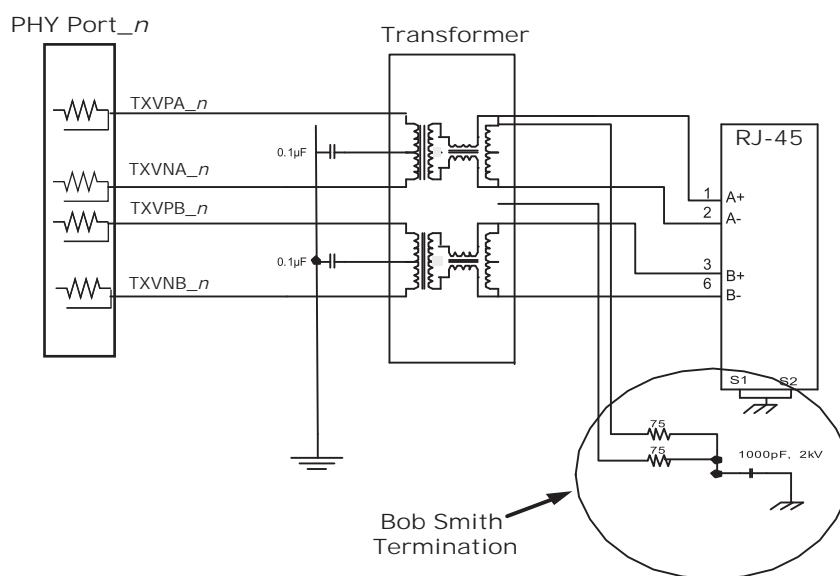 PHY Port_n
Transformer
TXVPA_n
0.1µF
TXVNA_n
TXVPB_n
0.1µF
TXVNB_n
RJ-45
1 A+
2 A-
3 B+
6 B-
S1 S2
75
75
1000pF, 2kV
Bob Smith
Termination